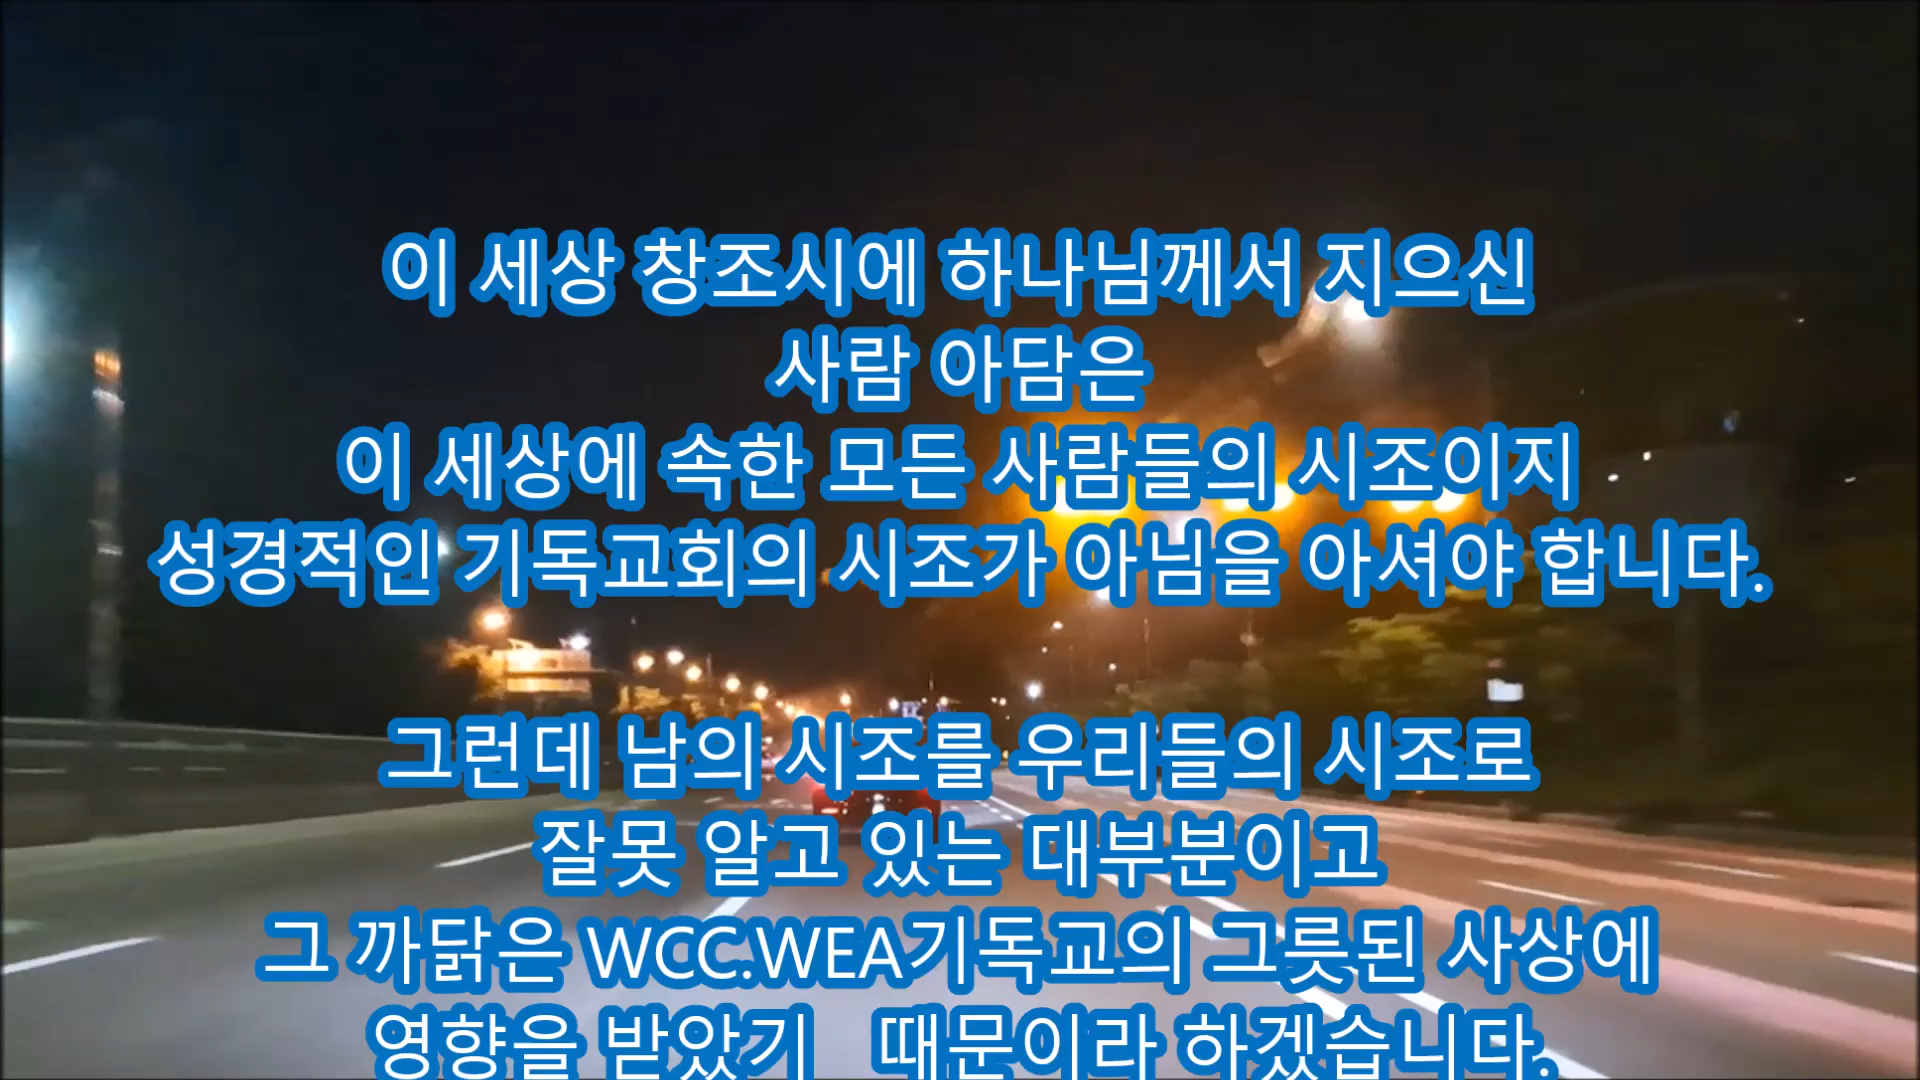 이 세상 창조시에 하나님께서 지으신
사람 아담은
이 세상에 속한 모든 사람들의 시조이지
성경적인 기독교회의 시조가 아님을 아셔야 합니다.
그런데 남의 시조를 우리들의 시조로
잘못 알고 있는 대부분이고
그 까닭은 WCC.WEA기독교의 그릇된 사상에
영향을 받았기 때문이라 하겠습니다.